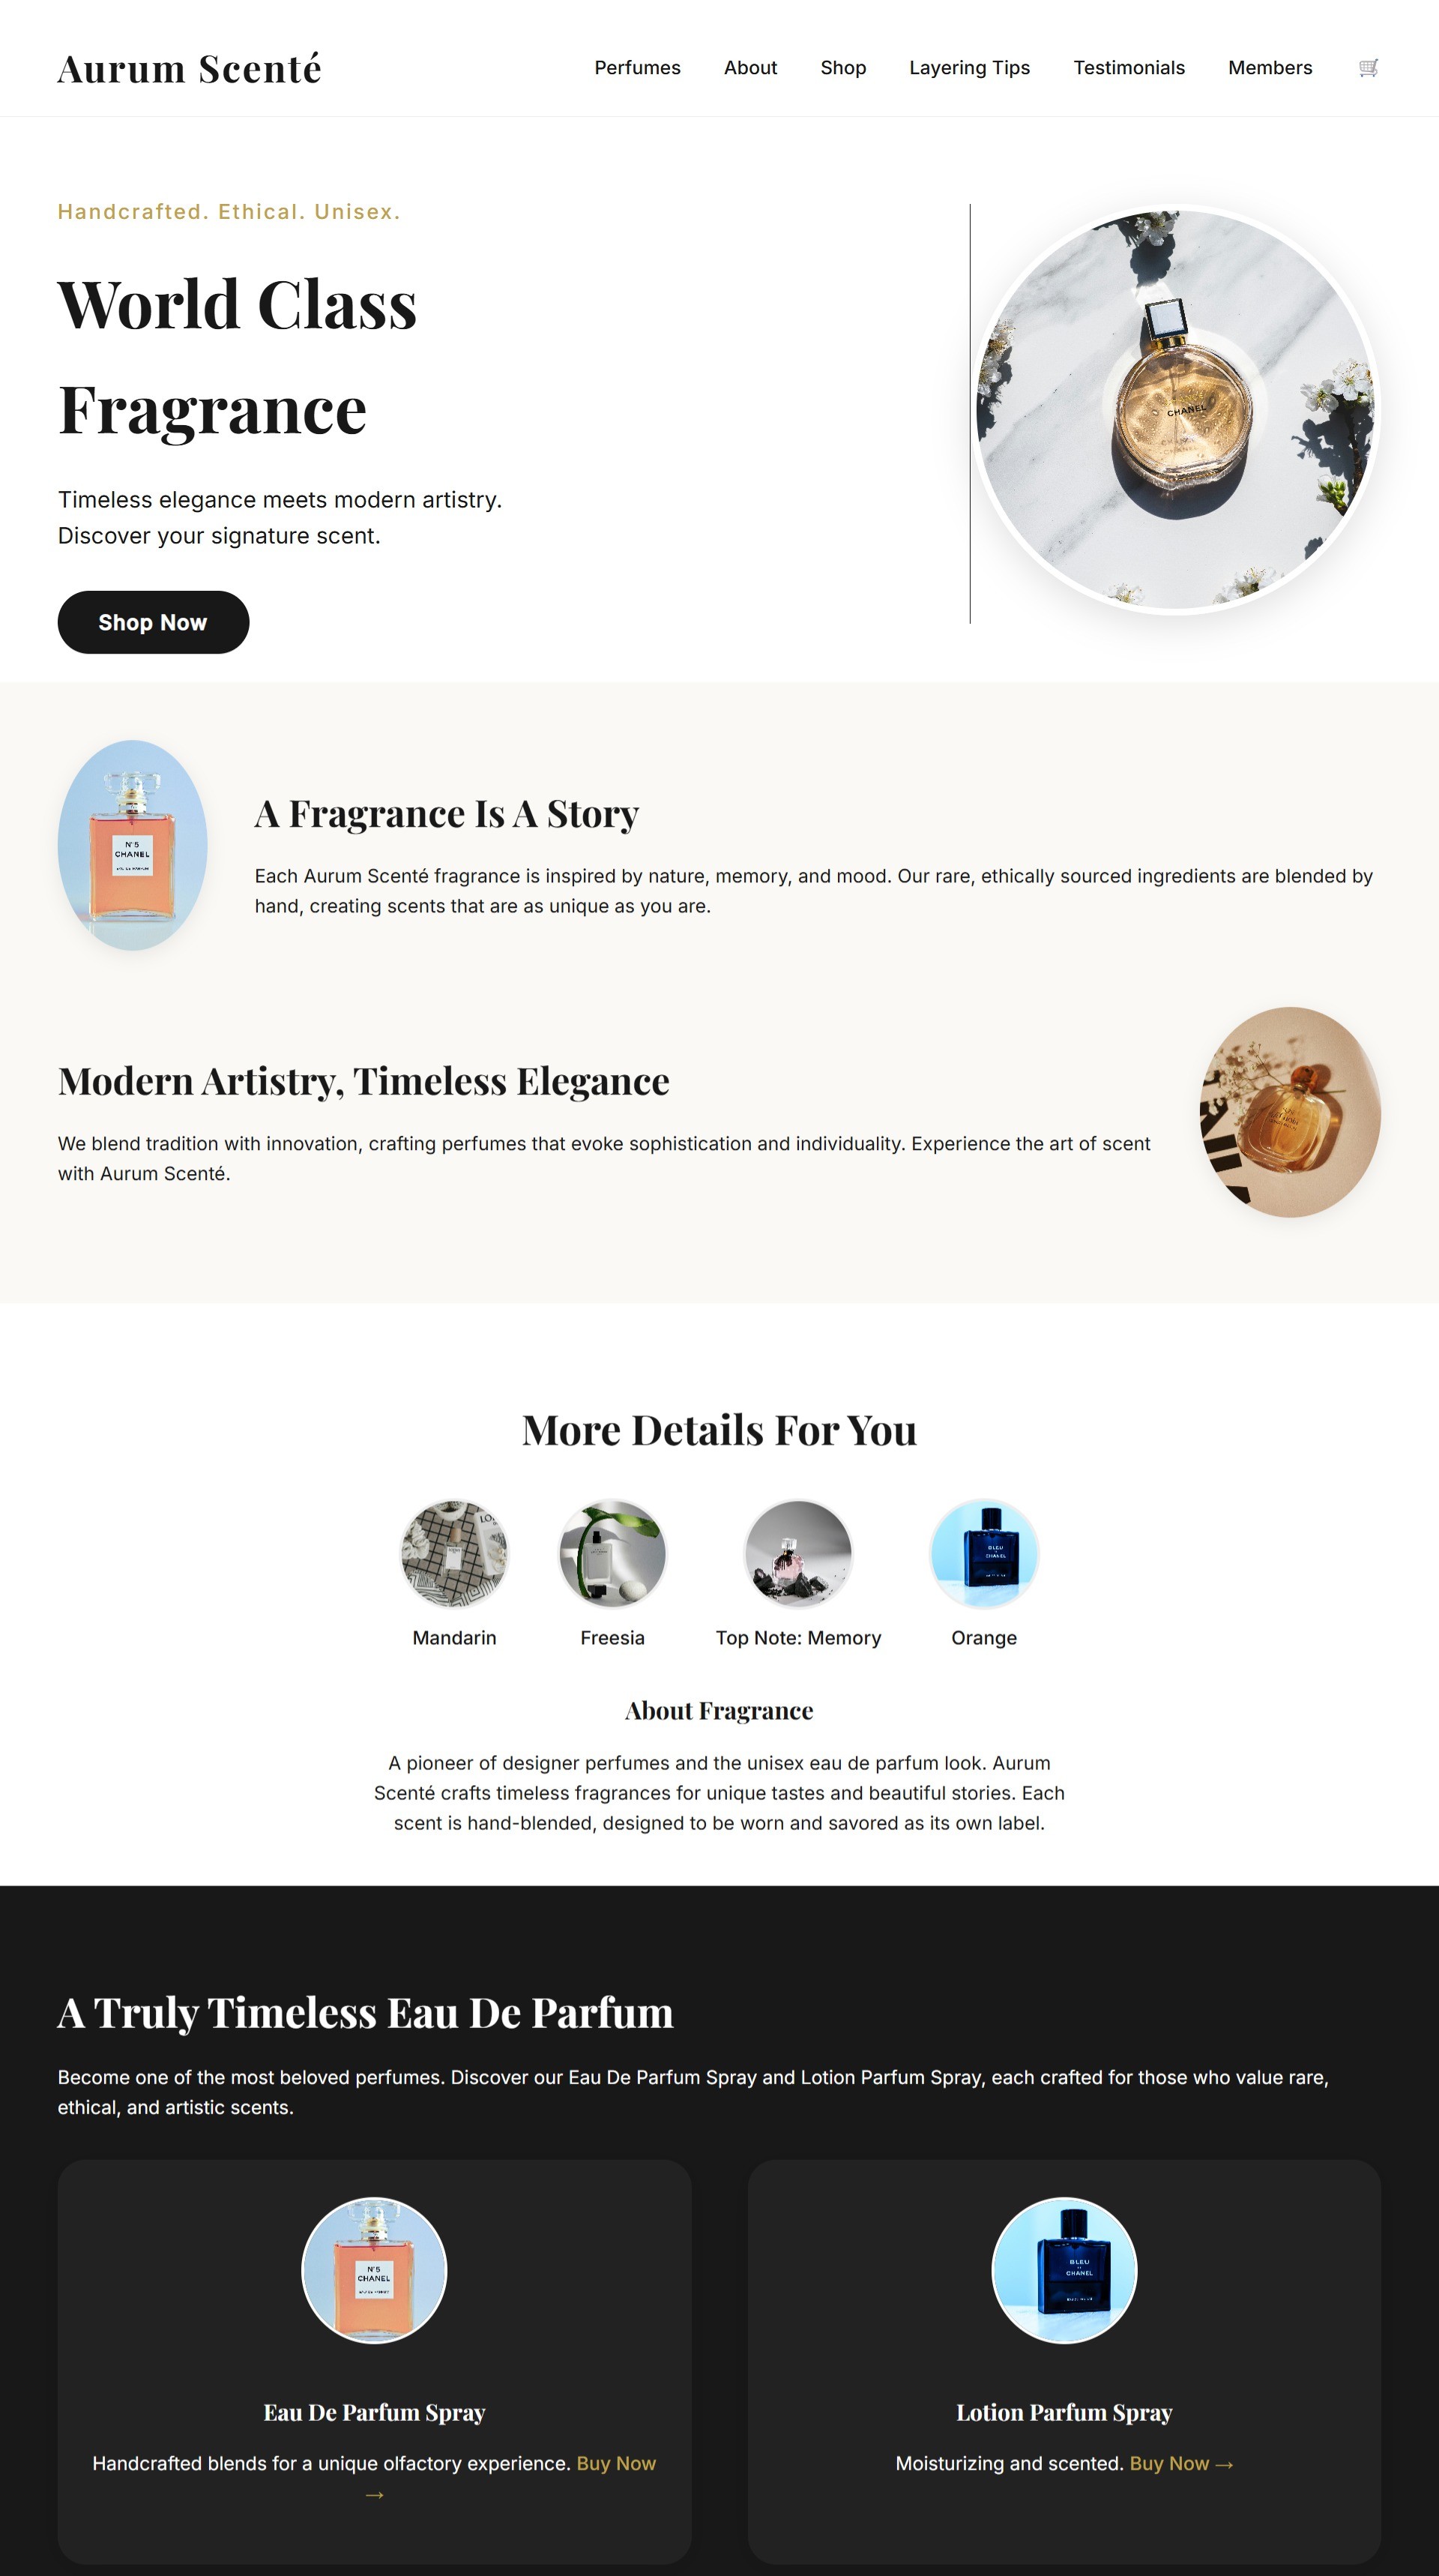 Aurum Scenté
Perfumes About Shop Layering Tips Testimonials Members
Handcrafted. Ethical. Unisex.
World Class
Fragrance
Timeless elegance meets modern artistry.
Discover your signature scent.
Shop Now
CHANEL
N°5
CHANEL
A Fragrance Is A Story
Each Aurum Scenté fragrance is inspired by nature, memory, and mood. Our rare, ethically sourced ingredients are blended by
hand, creating scents that are as unique as you are.
Modern Artistry, Timeless Elegance
We blend tradition with innovation, crafting perfumes that evoke sophistication and individuality. Experience the art of scent
with Aurum Scenté.
More Details For You
BLEU
CHANEL
Mandarin Freesia Top Note: Memory Orange
About Fragrance
A pioneer of designer perfumes and the unisex eau de parfum look. Aurum
Scenté crafts timeless fragrances for unique tastes and beautiful stories. Each
scent is hand-blended, designed to be worn and savored as its own label.
A Truly Timeless Eau De Parfum
Become one of the most beloved perfumes. Discover our Eau De Parfum Spray and Lotion Parfum Spray, each crafted for those who value rare,
ethical, and artistic scents.
N°5
CHANEL
Eau De Parfum Spray
Handcrafted blends for a unique olfactory experience. Buy Now
→
BLEU
CHANEL
Lotion Parfum Spray
Moisturizing and scented. Buy Now →